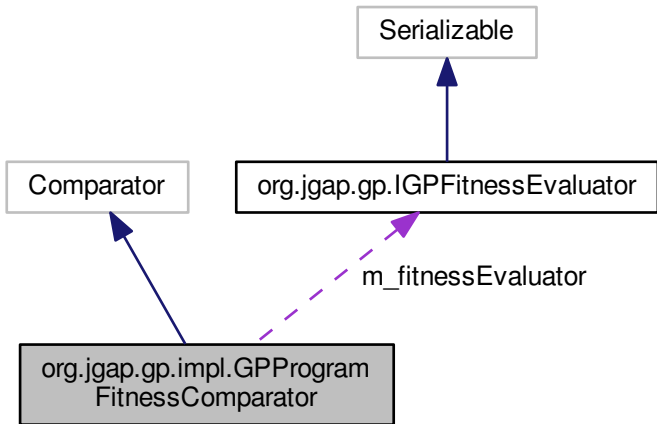 Serializable
Comparator
org.jgap.gp.IGPFitnessEvaluator
m_fitnessEvaluator
org.jgap.gp.impl.GPProgram
FitnessComparator